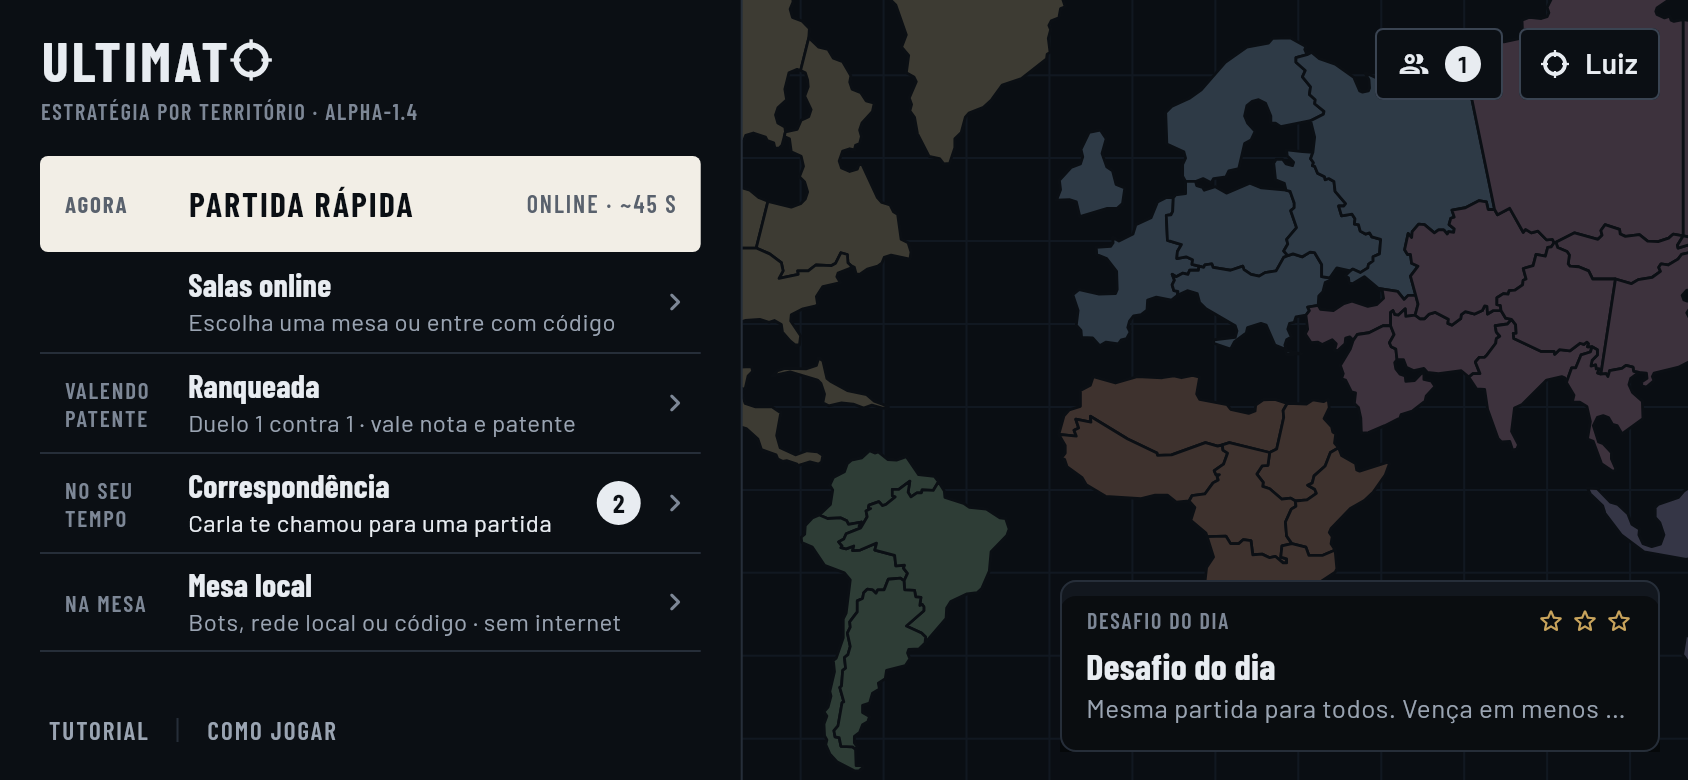 ULTIMATO
ESTRATÉGIA POR TERRITÓRIO · ALPHA-1.4
1
Luiz
AGORA
PARTIDA RÁPIDA
ONLINE · ~45 S
Salas online
Escolha uma mesa ou entre com código
VALENDO
PATENTE
Ranqueada
Duelo 1 contra 1 · vale nota e patente
NO SEU
TEMPO
Correspondência
Carla te chamou para uma partida
2
NA MESA
Mesa local
Bots, rede local ou código · sem internet
TUTORIAL
COMO JOGAR
DESAFIO DO DIA
Desafio do dia
Mesma partida para todos. Vença em menos ...